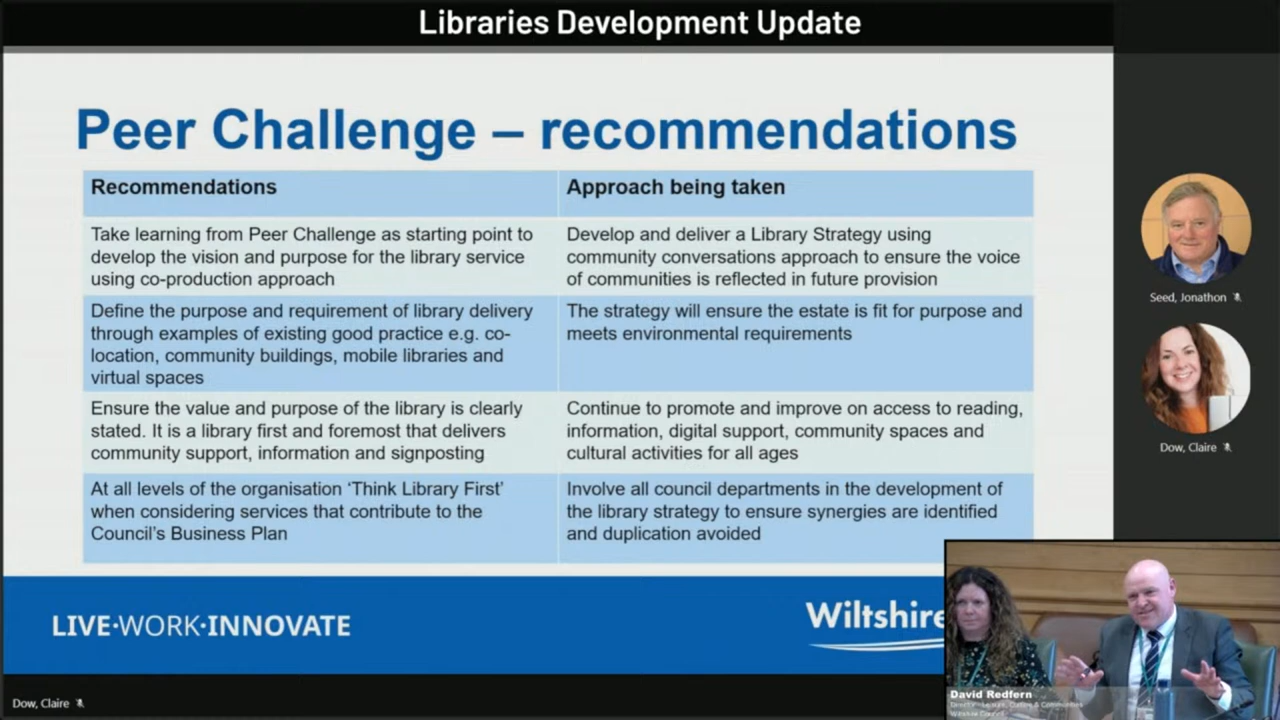 Libraries Development Update
Peer Challenge – recommendations
Recommendations
Approach being taken
Take learning from Peer Challenge as starting point to
develop the vision and purpose for the library service
using co-production approach
Develop and deliver a Library Strategy using
community conversations approach to ensure the voice
of communities is reflected in future provision
Define the purpose and requirement of library delivery
through examples of existing good practice e.g. co-
location, community buildings, mobile libraries and
virtual spaces
The strategy will ensure the estate is fit for purpose and
meets environmental requirements
Ensure the value and purpose of the library is clearly
stated. It is a library first and foremost that delivers
community support, information and signposting
Continue to promote and improve on access to reading,
information, digital support, community spaces and
cultural activities for all ages
At all levels of the organisation ‘Think Library First’
when considering services that contribute to the
Council’s Business Plan
Involve all council departments in the development of
the library strategy to ensure synergies are identified
and duplication avoided
LIVE·WORK·INNOVATE
Wiltshire
Seed, Jonathon
Dow, Claire
Dow, Claire
David Redfern
Director - Leisure, Culture & Communities
Wiltshire Council